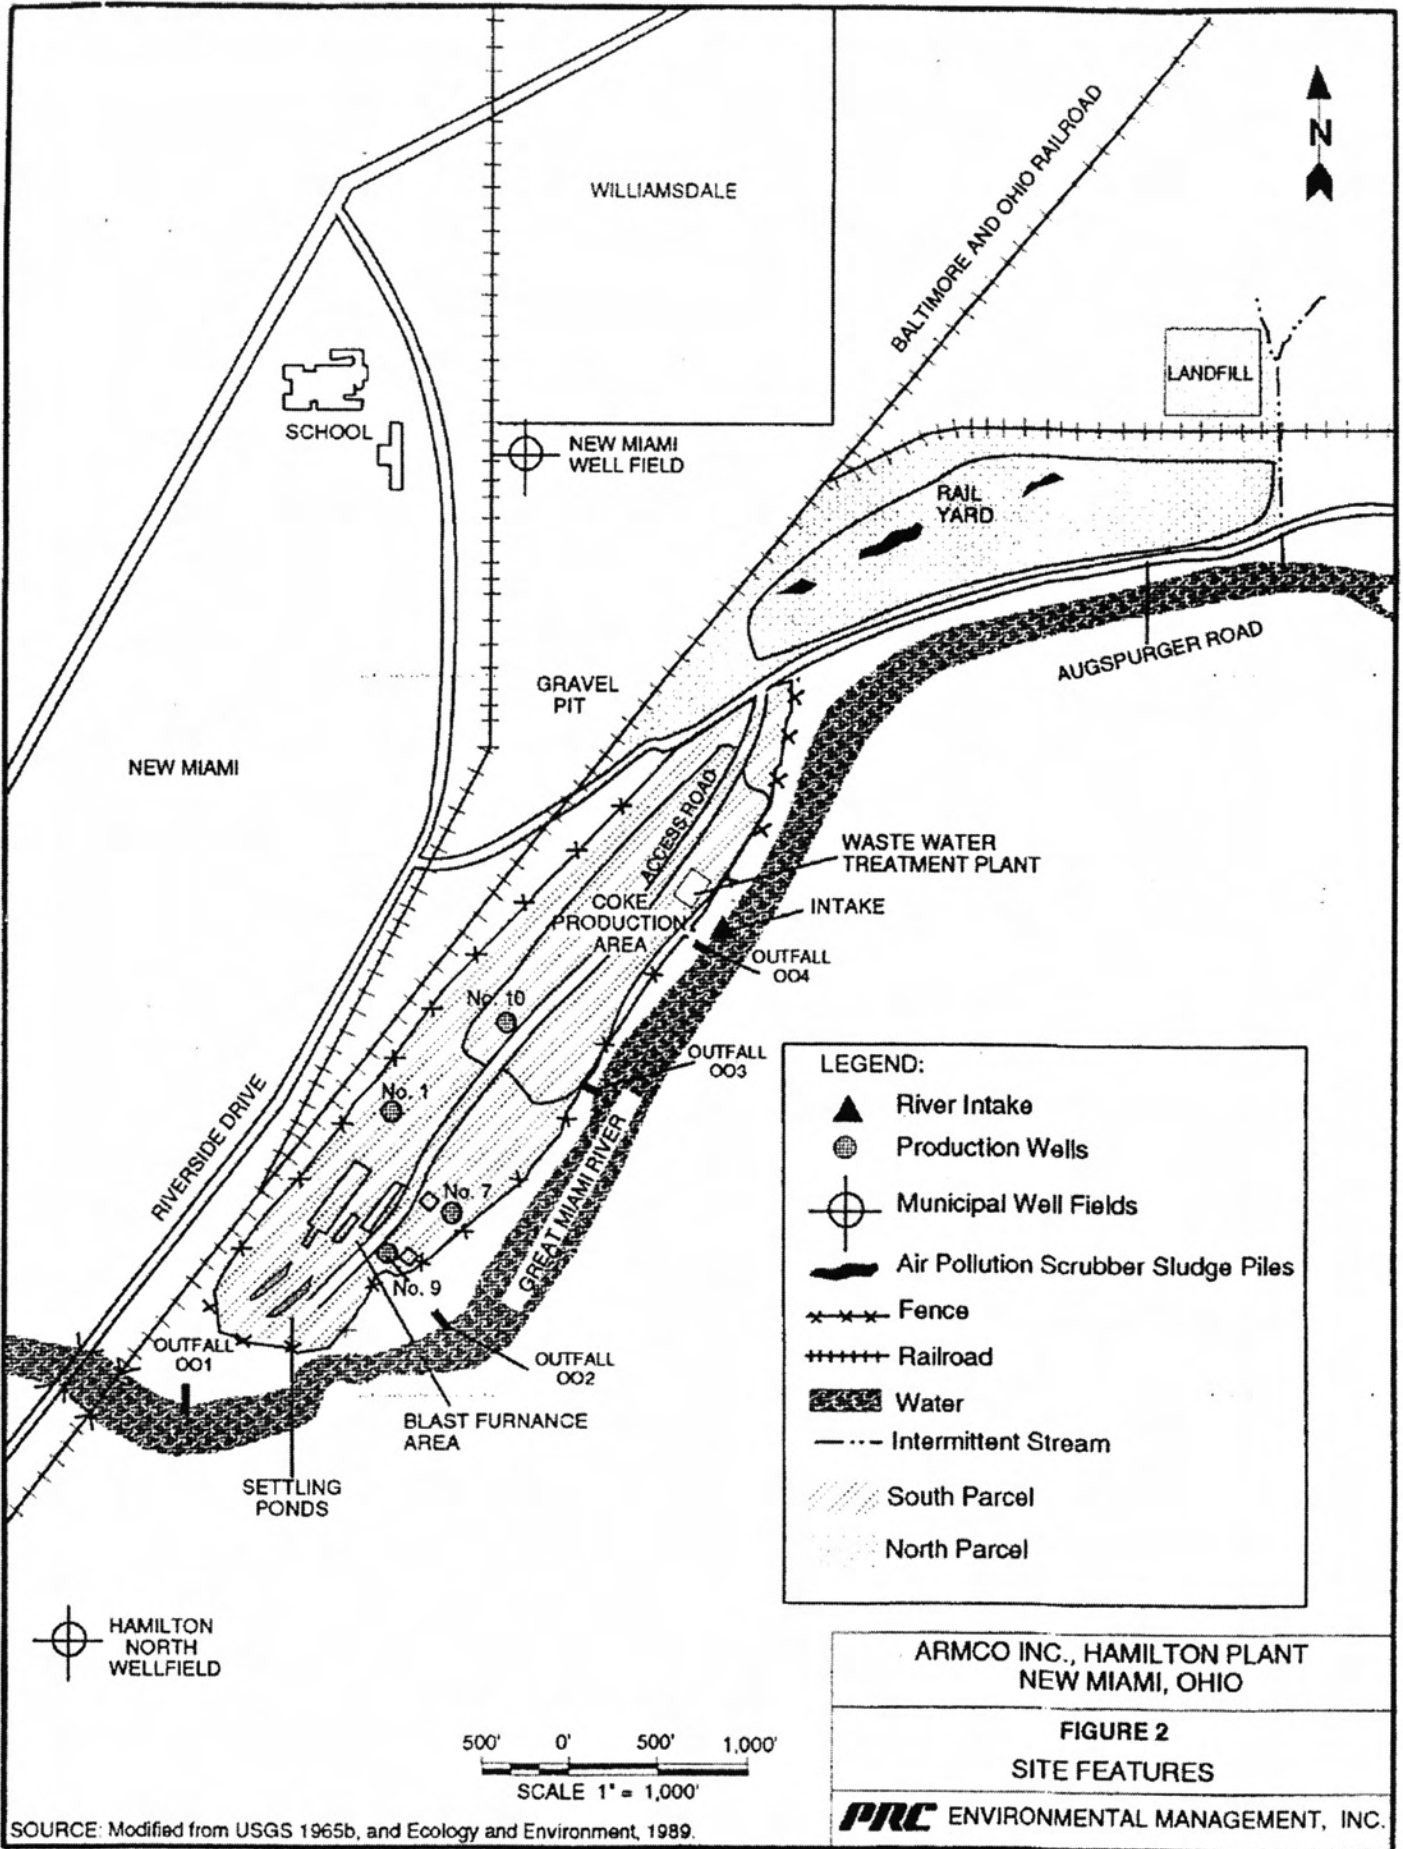 WILLIAMSDALE
BALTIMORE AND OHIO RAILROAD
N
LANDFILL
SCHOOL
NEW MIAMI
WELL FIELD
RAIL
YARD
AUGSPURGER ROAD
GRAVEL
PIT
NEW MIAMI
ACCESS ROAD
WASTE WATER
TREATMENT PLANT
COKE
PRODUCTION
AREA
INTAKE
OUTFALL
OO4
No. 10
OUTFALL
OO3
No. 1
RIVERSIDE DRIVE
GREAT MIAMI RIVER
No. 7
No. 9
OUTFALL
OO1
OUTFALL
OO2
BLAST FURNANCE
AREA
SETTLING
PONDS
LEGEND:
River Intake
Production Wells
Municipal Well Fields
Air Pollution Scrubber Sludge Piles
Fence
Railroad
Water
Intermittent Stream
South Parcel
North Parcel
HAMILTON
NORTH
WELLFIELD
500' 0' 500' 1,000'
SCALE 1" = 1,000'
ARMCO INC., HAMILTON PLANT
NEW MIAMI, OHIO
FIGURE 2
SITE FEATURES
PRC ENVIRONMENTAL MANAGEMENT, INC.
SOURCE: Modified from USGS 1965b, and Ecology and Environment, 1989.